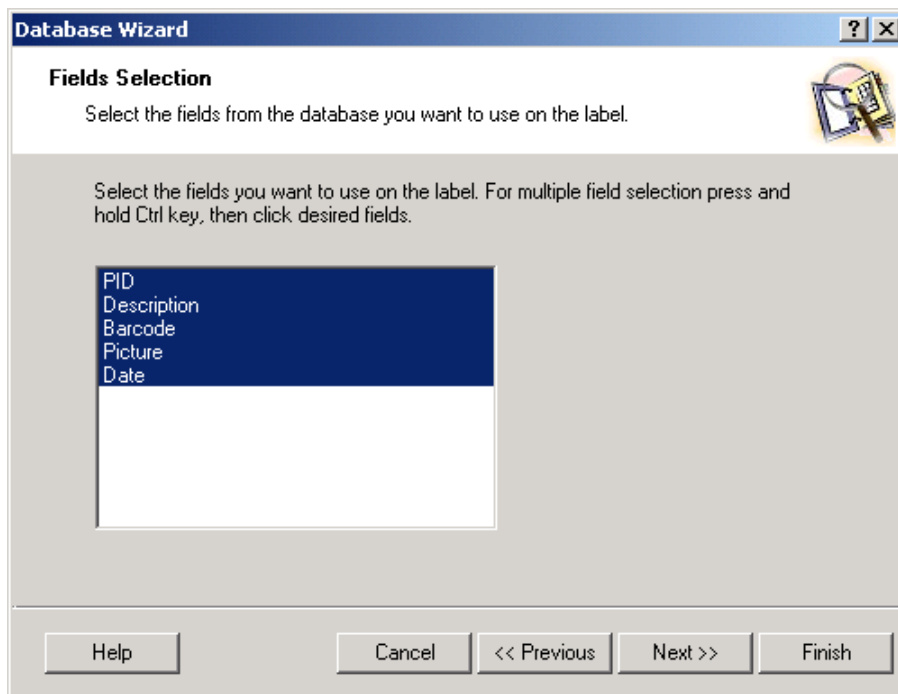 Database Wizard
Fields Selection
Select the fields from the database you want to use on the label.
Select the fields you want to use on the label. For multiple field selection press and
hold Ctrl key, then click desired fields.
PID
Description
Barcode
Picture
Date
Help
Cancel
<< Previous
Next >>
Finish